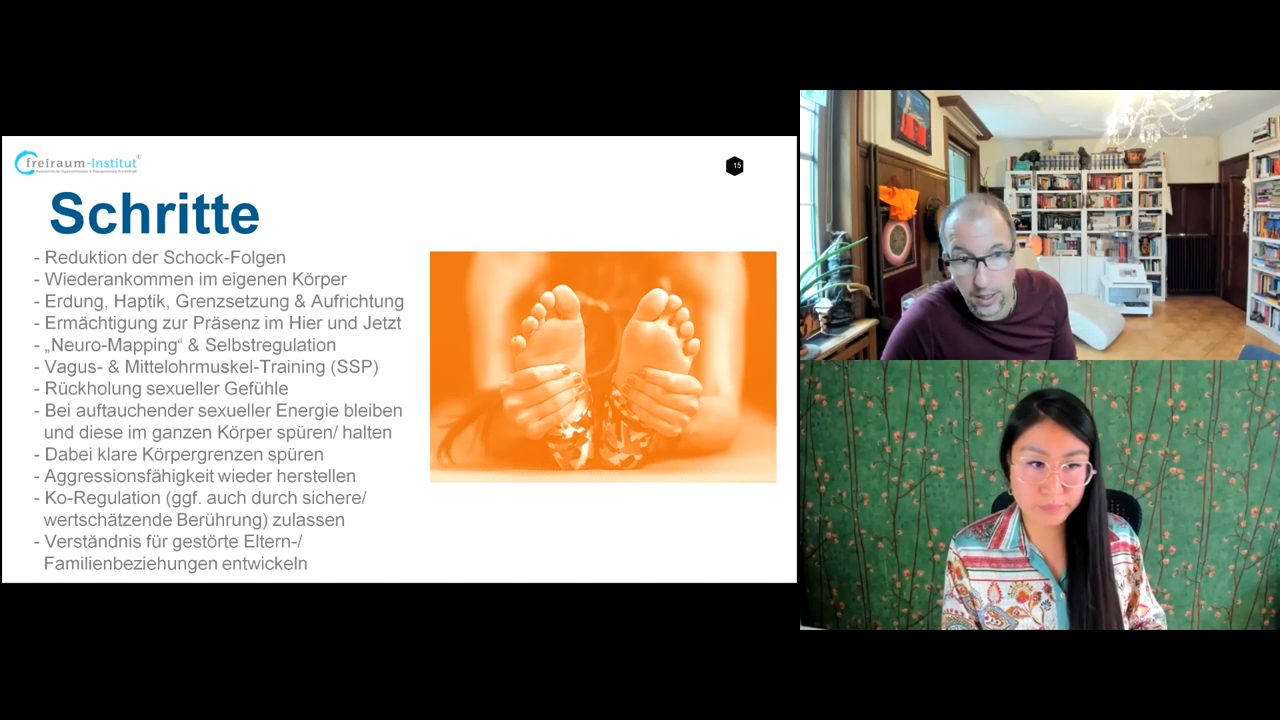 freiraum-Institut
15
Schritte
- Reduktion der Schock-Folgen
- Wiederankommen im eigenen Körper
- Erdung, Haptik, Grenzsetzung & Aufrichtung
- Ermächtigung zur Präsenz im Hier und Jetzt
- „Neuro-Mapping“ & Selbstregulation
- Vagus- & Mittelohrmuskel-Training (SSP)
- Rückholung sexueller Gefühle
- Bei auftauchender sexueller Energie bleiben
und diese im ganzen Körper spüren/ halten
- Dabei klare Körpergrenzen spüren
- Aggressionsfähigkeit wieder herstellen
- Ko-Regulation (ggf. auch durch sichere/
wertschätzende Berührung) zulassen
- Verständnis für gestörte Eltern-/
Familienbeziehungen entwickeln